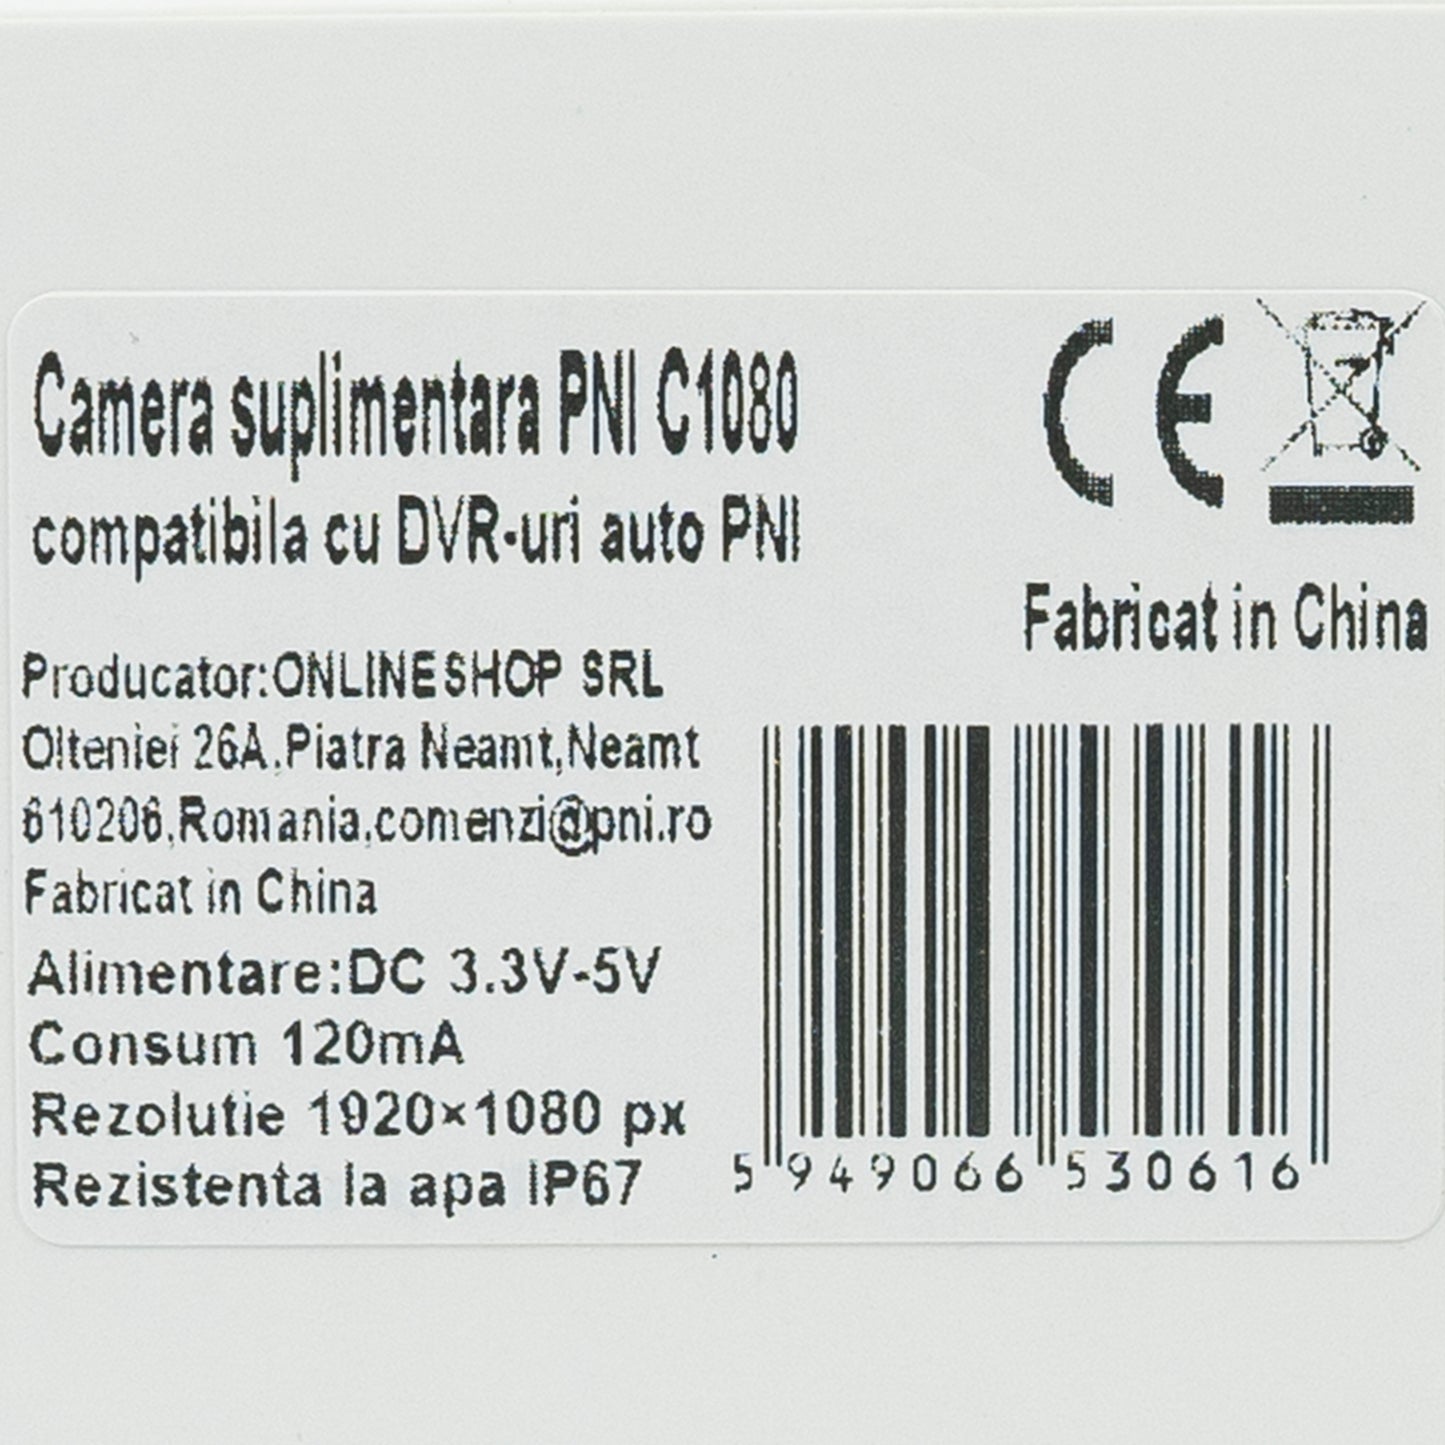 Camera suplimentara PNI C1080
compatibila cu DVR-uri auto PNI
CE
Fabricat in China
Producator:ONLINESHOP SRL
Olteniei 26A,Piatra Neamt,Neamt
610206,Romania,comenzi@pni.ro
Fabricat in China
Alimentare:DC 3.3V-5V
Consum 120mA
Rezolutie 1920×1080 px
Rezistenta la apa IP67
5 949066 530616